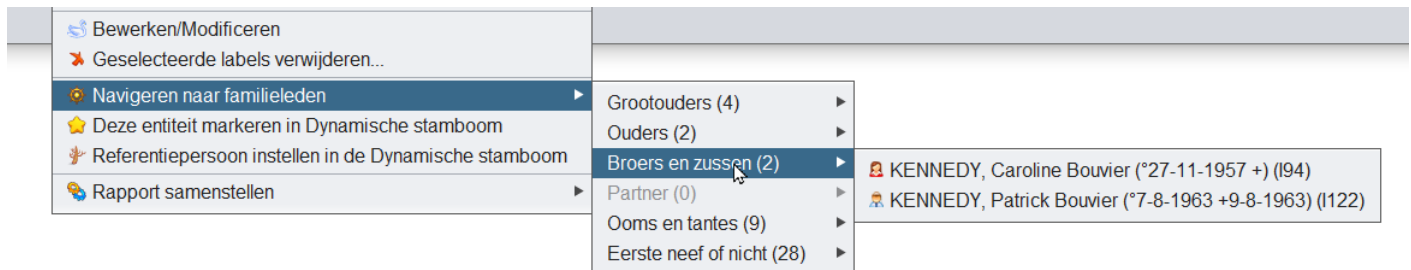 Bewerken/Modificeren
Geselecteerde labels verwijderen...
Navigeren naar familieleden
Deze entiteit markeren in Dynamische stamboom
Referentiepersoon instellen in de Dynamische stamboom
Rapport samenstellen
Grootouders (4)
Ouders (2)
Broers en zussen (2)
Partner (0)
Ooms en tantes (9)
Eerste neef of nicht (28)
KENNEDY, Caroline Bouvier (°27-11-1957 +) (I94)
KENNEDY, Patrick Bouvier (°7-8-1963 +9-8-1963) (I122)